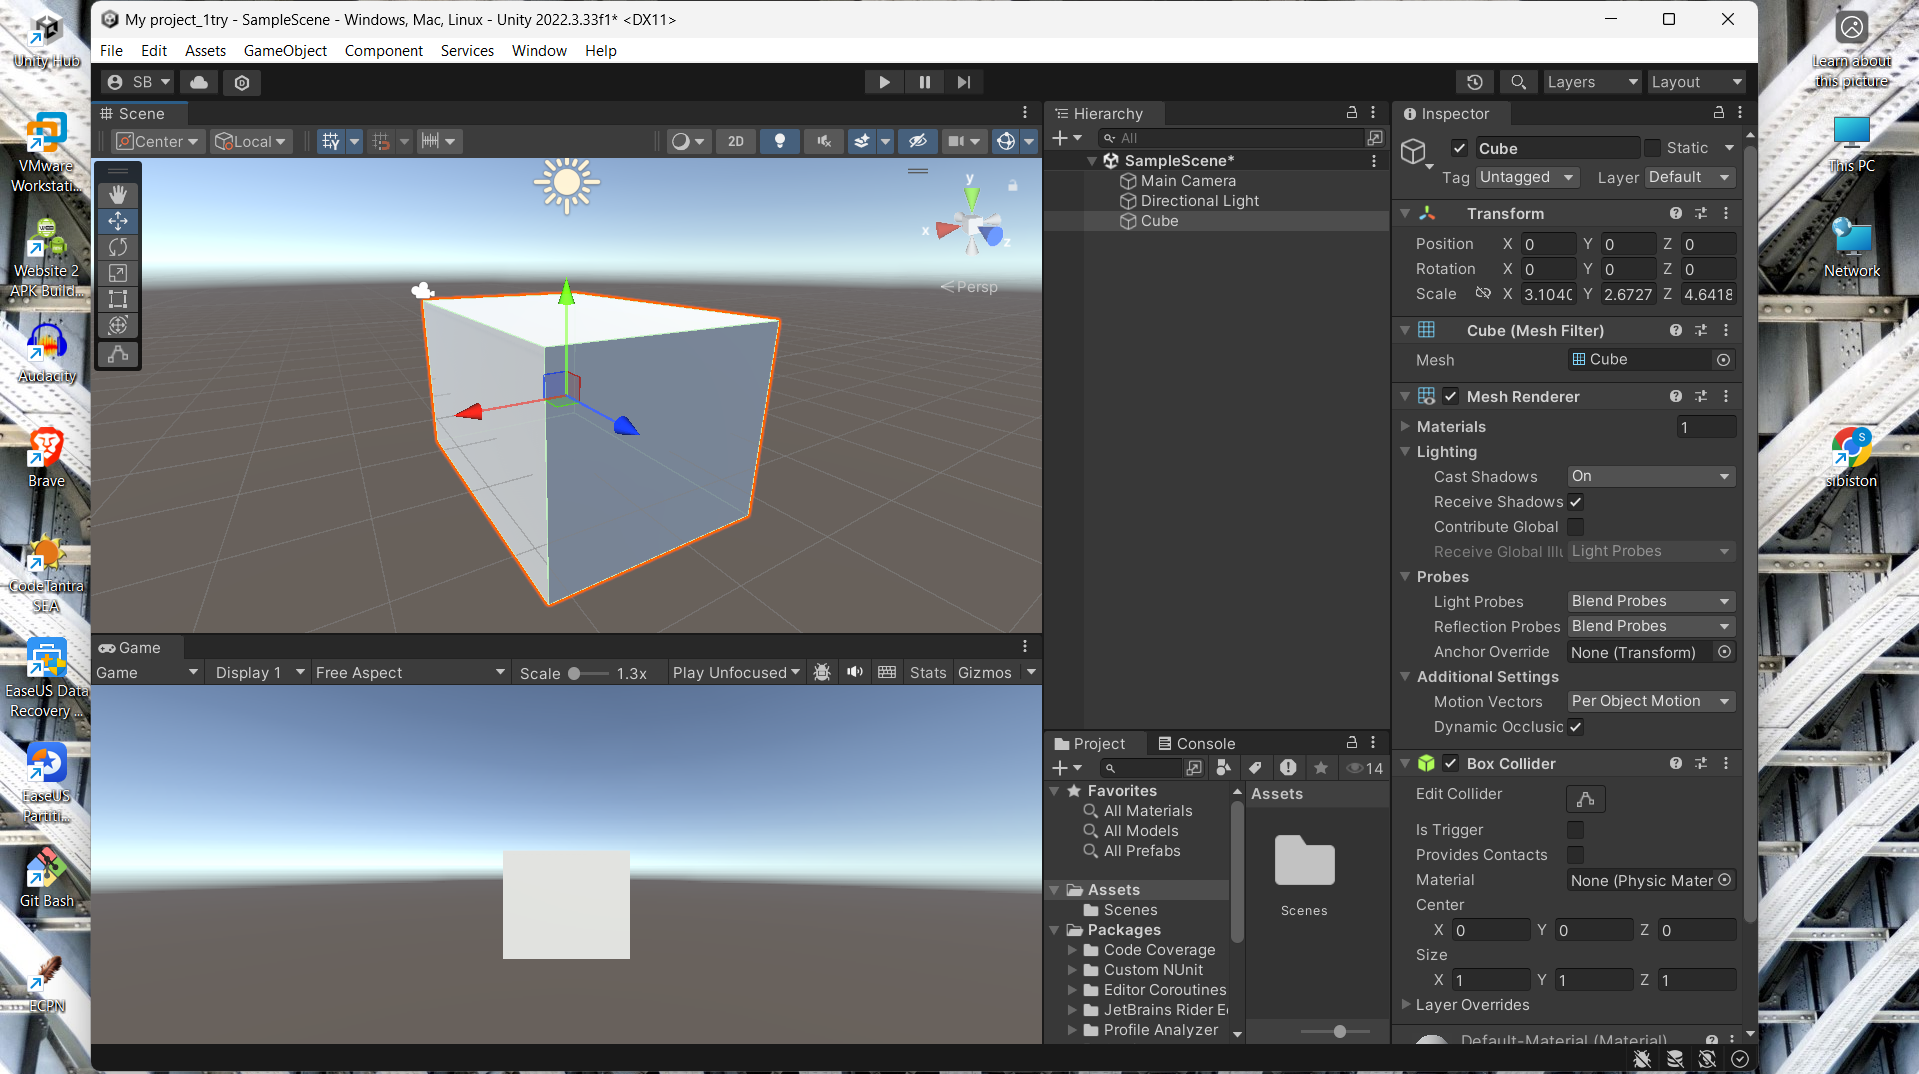 My project_1try - SampleScene - Windows, Mac, Linux - Unity 2022.3.33f1* <DX11>
File Edit Assets GameObject Component Services Window Help
SB
Layers
Layout
Scene
Center
Local
2D
y
x
z
Persp
Game
Game
Display 1
Free Aspect
Scale 1.3x
Play Unfocused
Stats
Gizmos
Hierarchy
All
SampleScene*
Main Camera
Directional Light
Cube
Project
Console
14
Favorites
All Materials
All Models
All Prefabs
Assets
Scenes
Packages
Code Coverage
Custom NUnit
Editor Coroutines
JetBrains Rider E
Profile Analyzer
Assets
Scenes
Inspector
Cube
Static
Tag Untagged Layer Default
Transform
Position X 0 Y 0 Z 0
Rotation X 0 Y 0 Z 0
Scale X 3.1040 Y 2.6727 Z 4.6418
Cube (Mesh Filter)
Mesh Cube
Mesh Renderer
Materials 1
Lighting
Cast Shadows On
Receive Shadows
Contribute Global
Receive Global Illu Light Probes
Probes
Light Probes Blend Probes
Reflection Probes Blend Probes
Anchor Override None (Transform)
Additional Settings
Motion Vectors Per Object Motion
Dynamic Occlusic
Box Collider
Edit Collider
Is Trigger
Provides Contacts
Material None (Physic Mater
Center
X 0 Y 0 Z 0
Size
X 1 Y 1 Z 1
Layer Overrides
Default-Material (Material)
Unity Hub
VMware
Workstati...
Website 2
APK Build...
Audacity
Brave
CodeTantra
SEA
EaseUS Data
Recovery ...
EaseUS
Partiti...
Git Bash
ECPN
Learn about
this picture
This PC
Network
S
sibiston